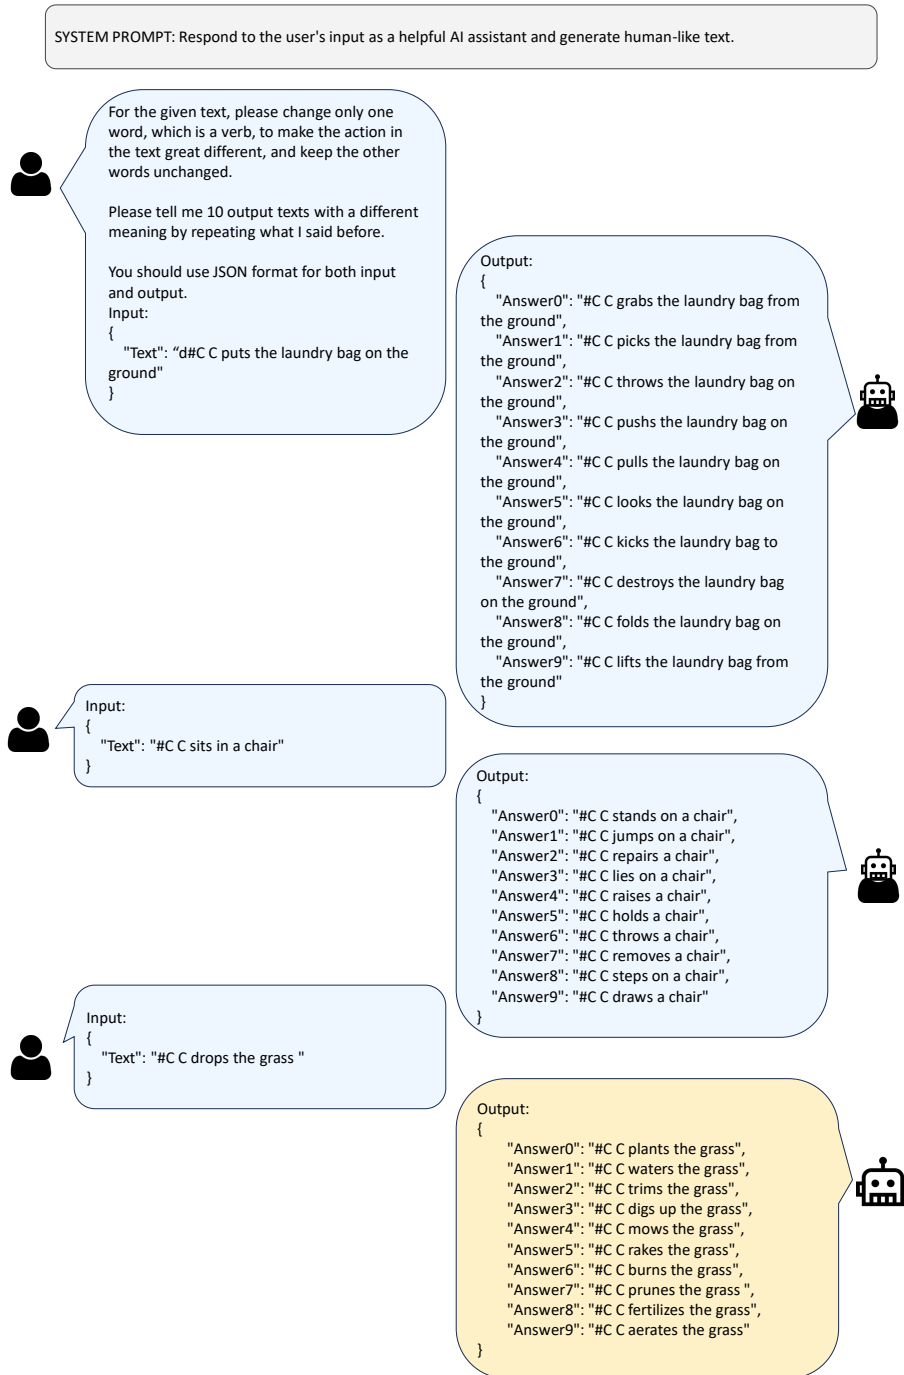 SYSTEM PROMPT: Respond to the user's input as a helpful AI assistant and generate human-like text.
For the given text, please change only one
word, which is a verb, to make the action in
the text great different, and keep the other
words unchanged.
Please tell me 10 output texts with a different
meaning by repeating what I said before.
You should use JSON format for both input
and output.
Input:
{
"Text": “d#C C puts the laundry bag on the
ground"
}
Output:
{
"Answer0": "#C C grabs the laundry bag from
the ground",
"Answer1": "#C C picks the laundry bag from
the ground",
"Answer2": "#C C throws the laundry bag on
the ground",
"Answer3": "#C C pushs the laundry bag on
the ground",
"Answer4": "#C C pulls the laundry bag on
the ground",
"Answer5": "#C C looks the laundry bag on
the ground",
"Answer6": "#C C kicks the laundry bag to
the ground",
"Answer7": "#C C destroys the laundry bag
on the ground",
"Answer8": "#C C folds the laundry bag on
the ground",
"Answer9": "#C C lifts the laundry bag from
the ground"
}
Input:
{
"Text": "#C C sits in a chair"
}
Output:
{
"Answer0": "#C C stands on a chair",
"Answer1": "#C C jumps on a chair",
"Answer2": "#C C repairs a chair",
"Answer3": "#C C lies on a chair",
"Answer4": "#C C raises a chair",
"Answer5": "#C C holds a chair",
"Answer6": "#C C throws a chair",
"Answer7": "#C C removes a chair",
"Answer8": "#C C steps on a chair",
"Answer9": "#C C draws a chair"
}
Input:
{
"Text": "#C C drops the grass "
}
Output:
{
"Answer0": "#C C plants the grass",
"Answer1": "#C C waters the grass",
"Answer2": "#C C trims the grass",
"Answer3": "#C C digs up the grass",
"Answer4": "#C C mows the grass",
"Answer5": "#C C rakes the grass",
"Answer6": "#C C burns the grass",
"Answer7": "#C C prunes the grass ",
"Answer8": "#C C fertilizes the grass",
"Answer9": "#C C aerates the grass"
}